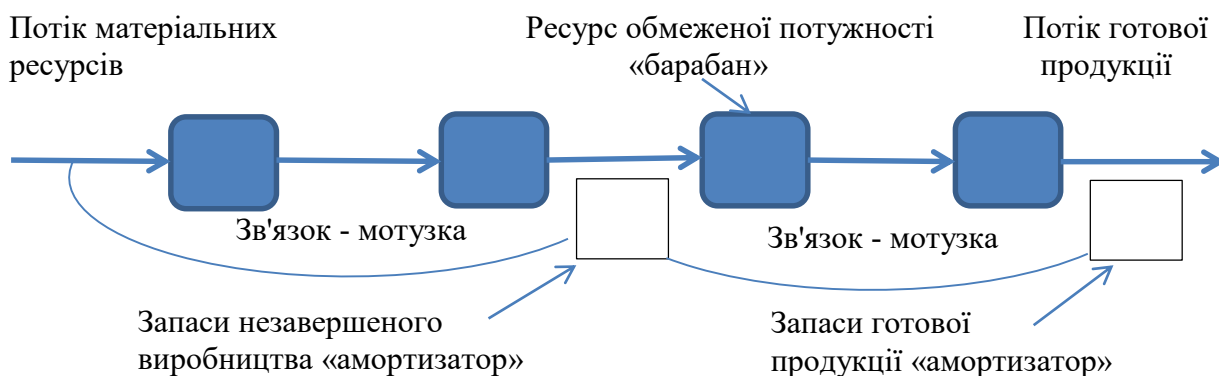 Потік матеріальних
ресурсів
Ресурс обмеженої потужності
«барабан»
Потік готової
продукції
Зв'язок - мотузка
Зв'язок - мотузка
Запаси незавершеного
виробництва «амортизатор»
Запаси готової
продукції «амортизатор»